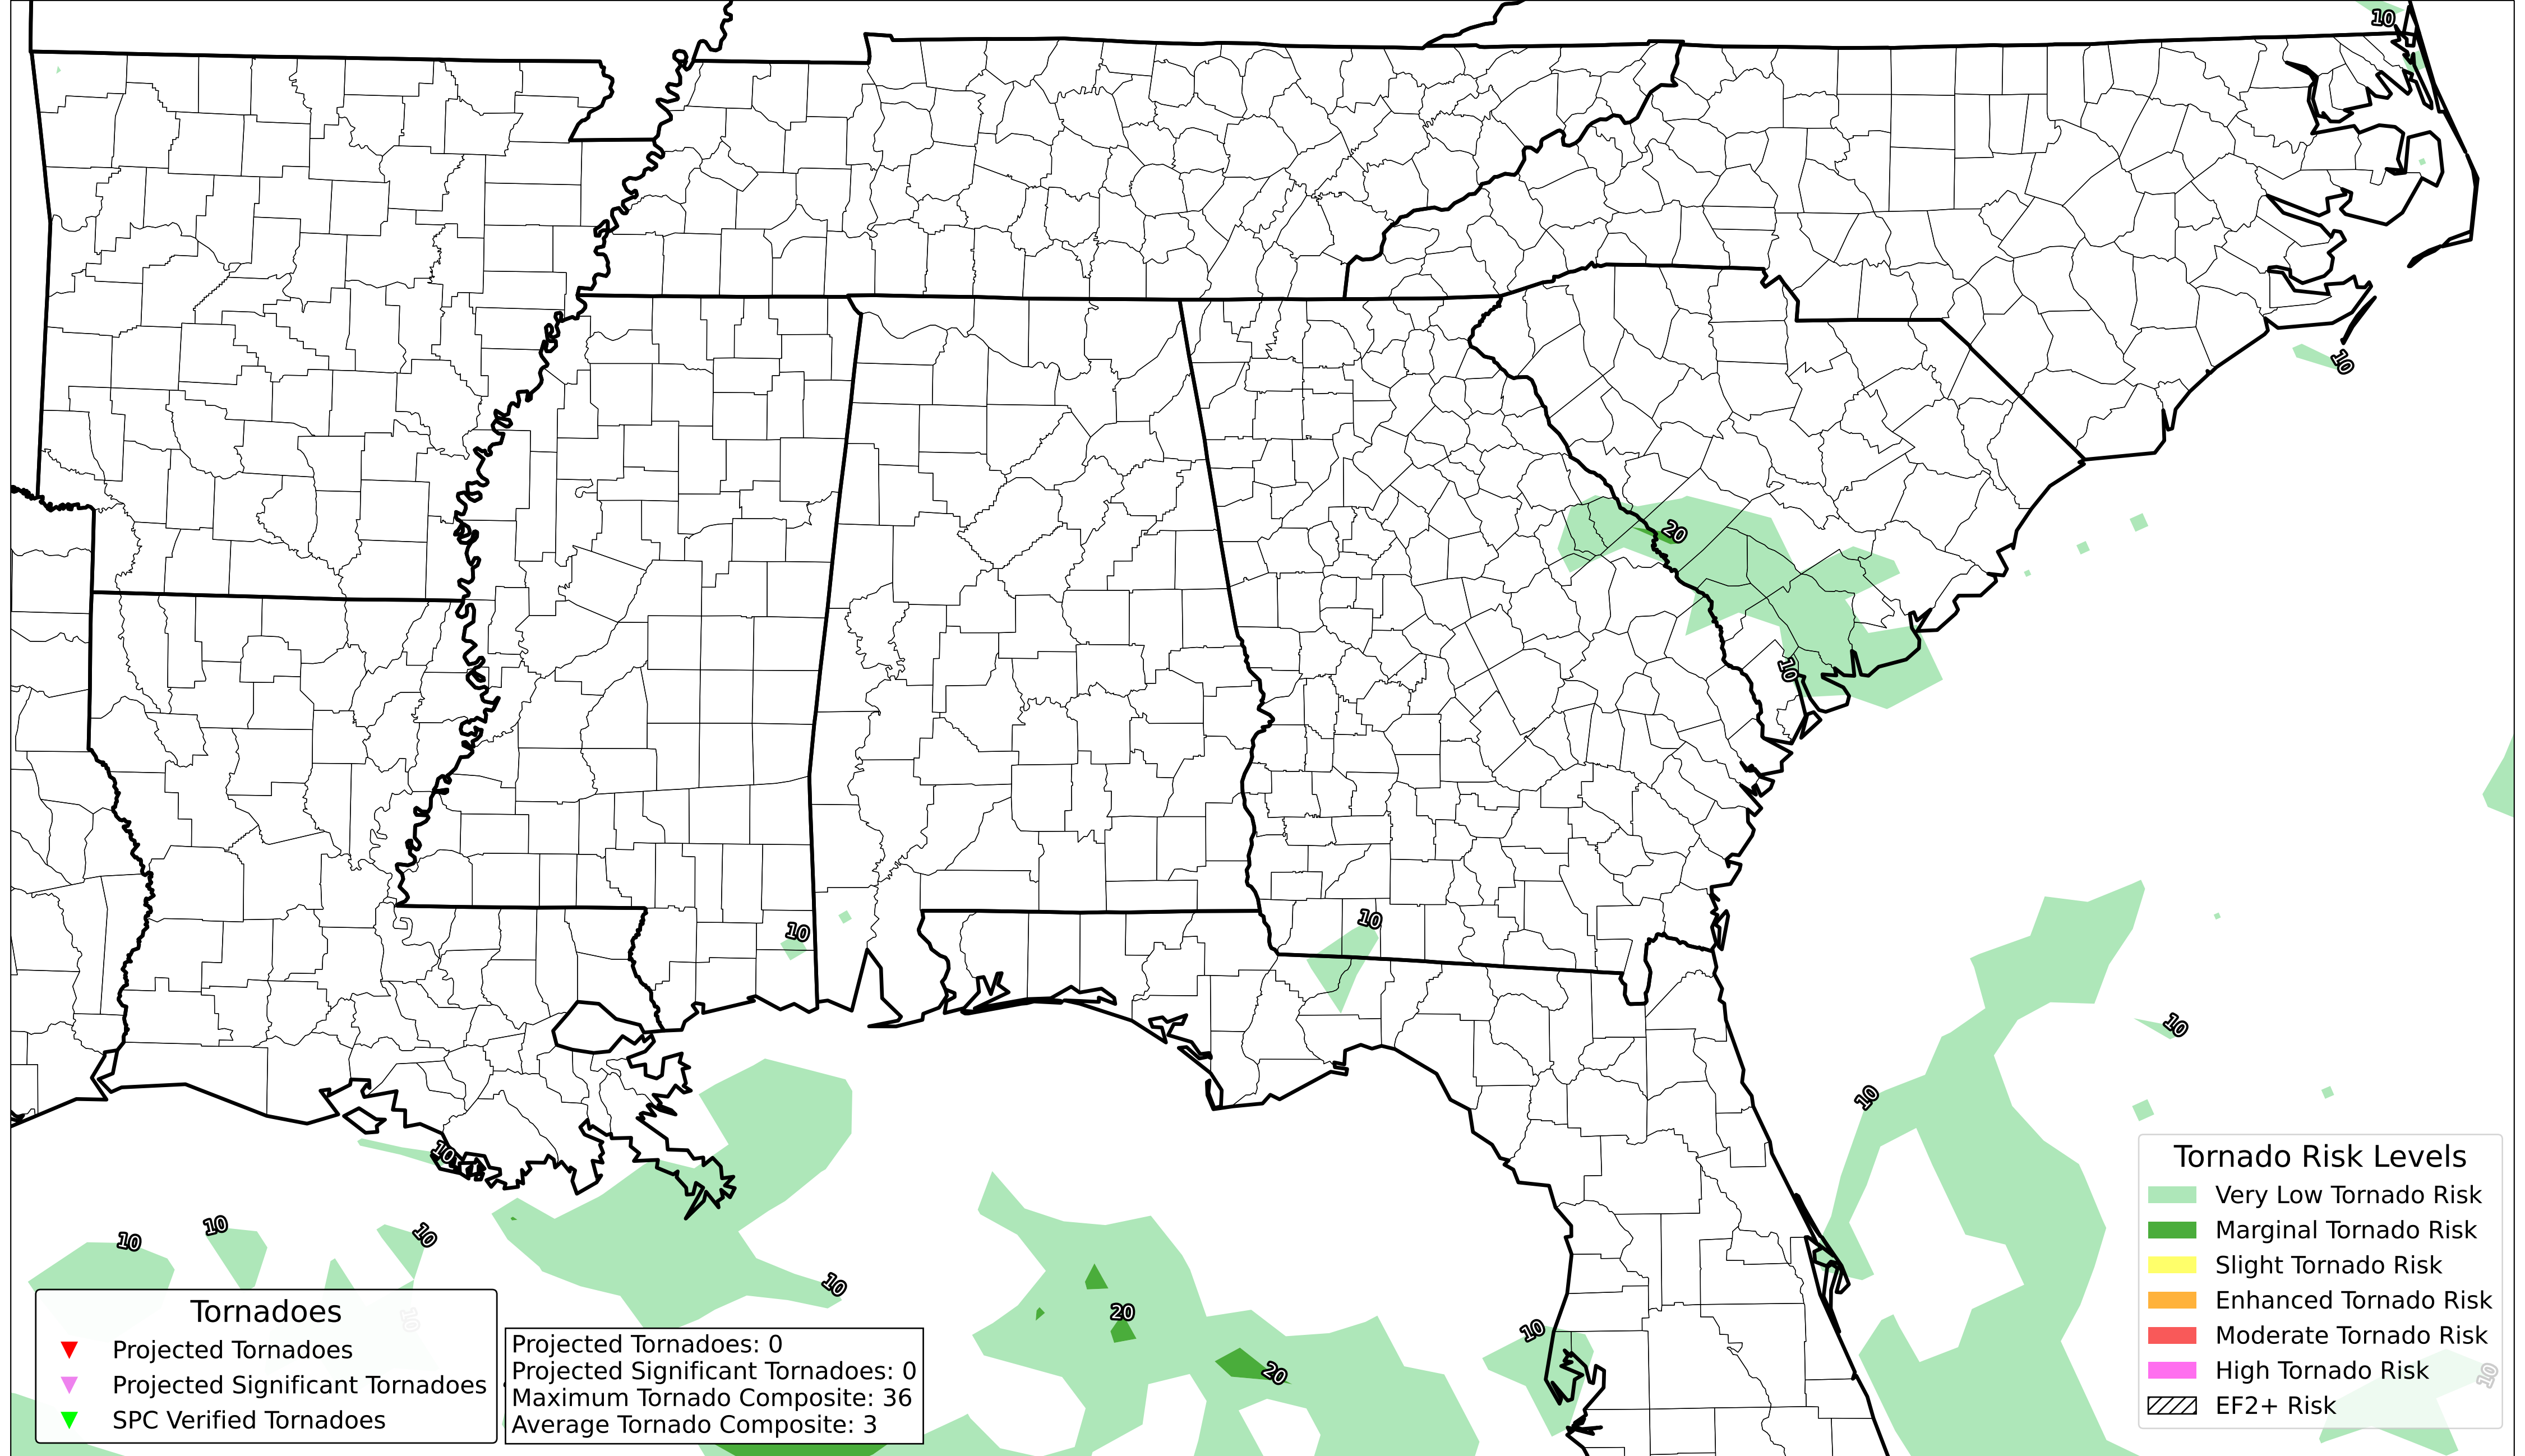 10
10
20
10
10
10
10
10
10
10
10
10
10
10
20
10
20
10
10
Tornadoes
Projected Tornadoes
Projected Significant Tornadoes
SPC Verified Tornadoes
Projected Tornadoes: 0
Projected Significant Tornadoes: 0
Maximum Tornado Composite: 36
Average Tornado Composite: 3
Tornado Risk Levels
Very Low Tornado Risk
Marginal Tornado Risk
Slight Tornado Risk
Enhanced Tornado Risk
Moderate Tornado Risk
High Tornado Risk
EF2+ Risk